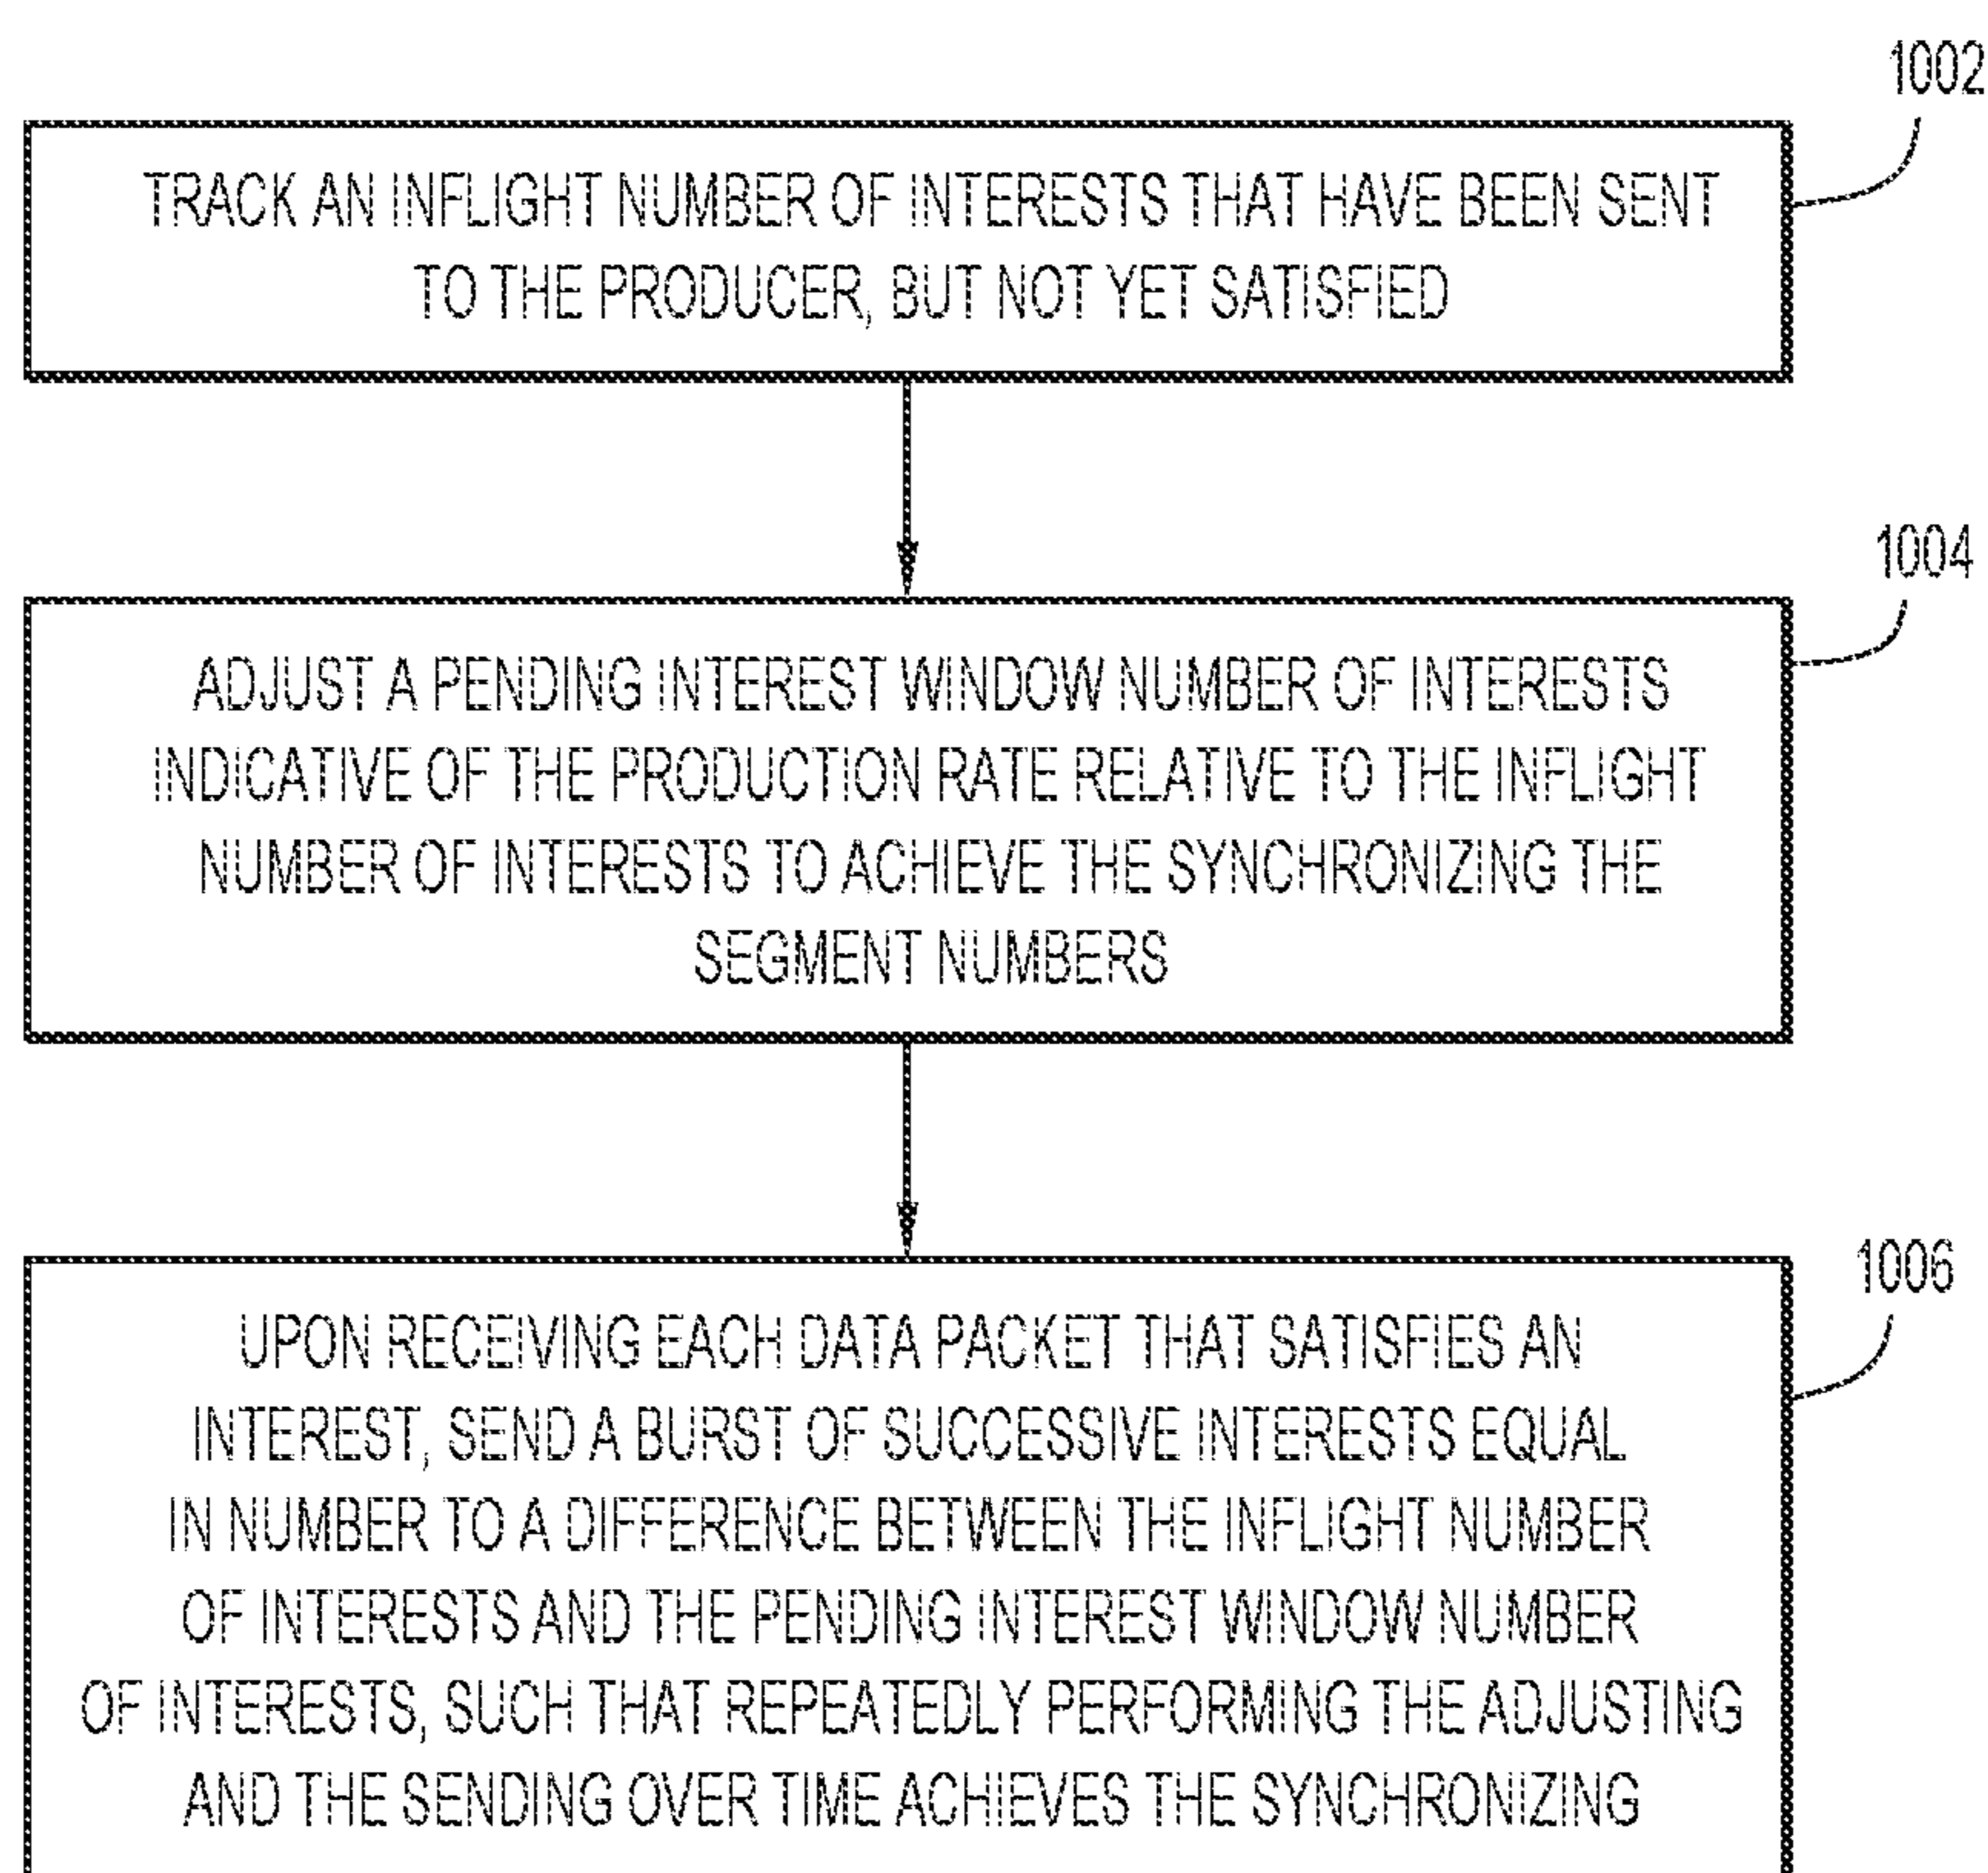 1002
TRACK AN INFLIGHT NUMBER OF INTERESTS THAT HAVE BEEN SENT
TO THE PRODUCER, BUT NOT YET SATISFIED
1004
ADJUST A PENDING INTEREST WINDOW NUMBER OF INTERESTS
INDICATIVE OF THE PRODUCTION RATE RELATIVE TO THE INFLIGHT
NUMBER OF INTERESTS TO ACHIEVE THE SYNCHRONIZING THE
SEGMENT NUMBERS
1006
UPON RECEIVING EACH DATA PACKET THAT SATISFIES AN
INTEREST, SEND A BURST OF SUCCESSIVE INTERESTS EQUAL
IN NUMBER TO A DIFFERENCE BETWEEN THE INFLIGHT NUMBER
OF INTERESTS AND THE PENDING INTEREST WINDOW NUMBER
OF INTERESTS, SUCH THAT REPEATEDLY PERFORMING THE ADJUSTING
AND THE SENDING OVER TIME ACHIEVES THE SYNCHRONIZING